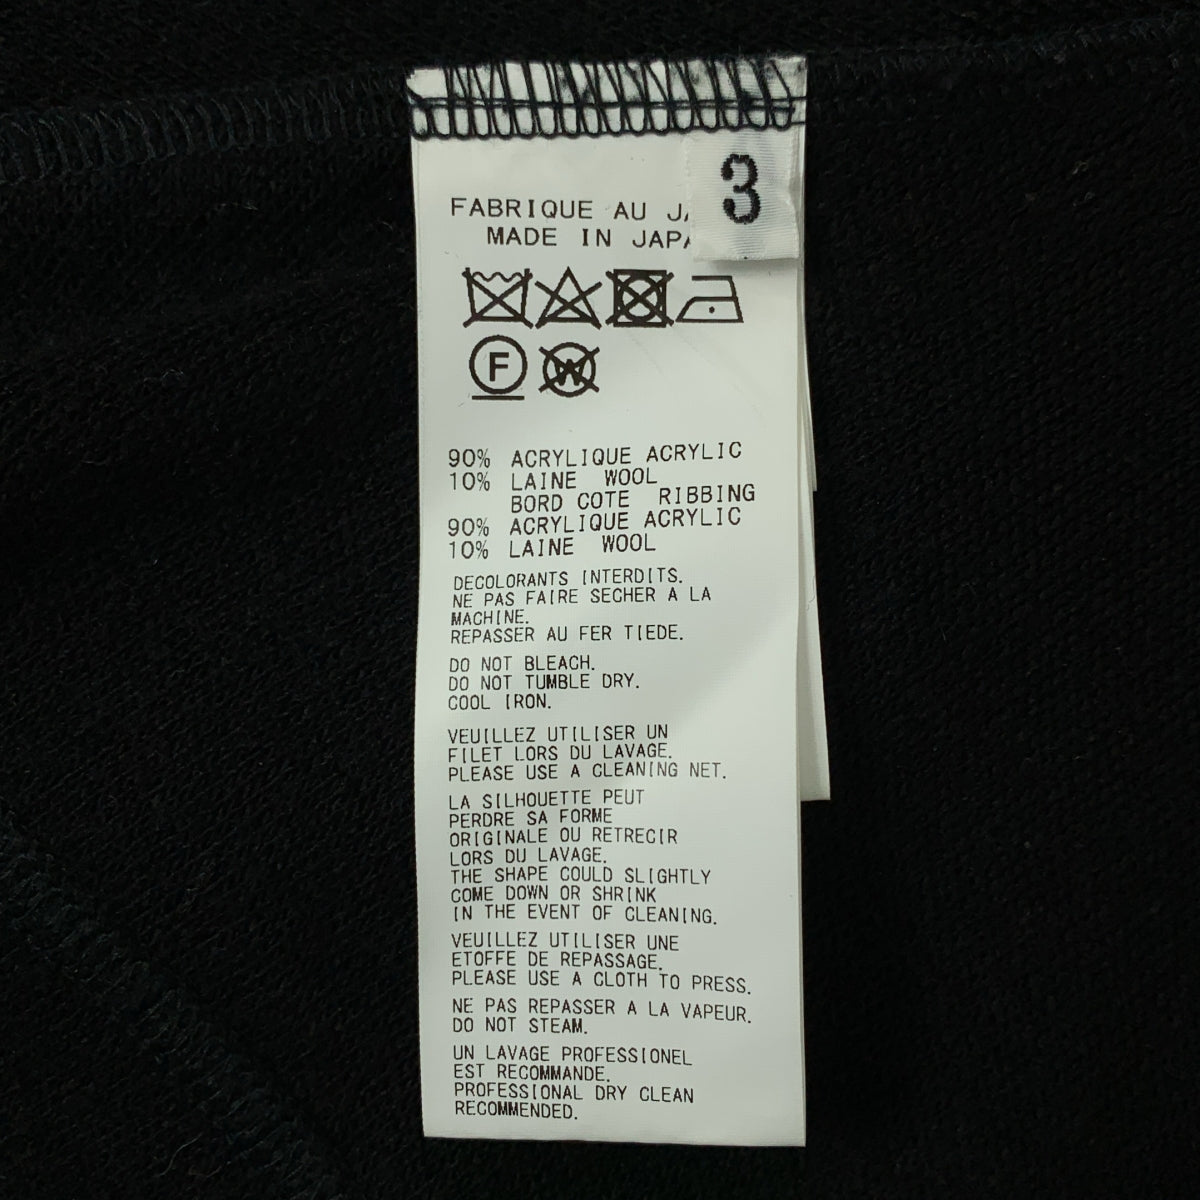 3
FABRIQUE AU
MADE IN
F
W
90% ACRYLIQUE ACRYLIC
10% LAINE WOOL
BORD COTE RIBBING
90% ACRYLIQUE ACRYLIC
10% LAINE WOOL
DECOLORANTS INTERDITS.
NE PAS FAIRE SECHER A LA
MACHINE.
REPASSER AU FER TIEDE.
DO NOT BLEACH.
DO NOT TUMBLE DRY.
COOL IRON.
VEUILLEZ UTILISER UN
FILET LORS DU LAVAGE.
PLEASE USE A CLEANING NET.
LA SILHOUETTE PEUT
PERDRE SA FORME
ORIGINALE OU RETRECIR
LORS DU LAVAGE.
THE SHAPE COULD SLIGHTLY
COME DOWN OR SHRINK
IN THE EVENT OF CLEANING.
VEUILLEZ UTILISER UNE
ETOFFE DE REPASSAGE.
PLEASE USE A CLOTH TO PRESS.
NE PAS REPASSER A LA VAPEUR.
DO NOT STEAM.
UN LAVAGE PROFESSIONEL
EST RECOMMANDE.
PROFESSIONAL DRY CLEAN
RECOMMENDED.